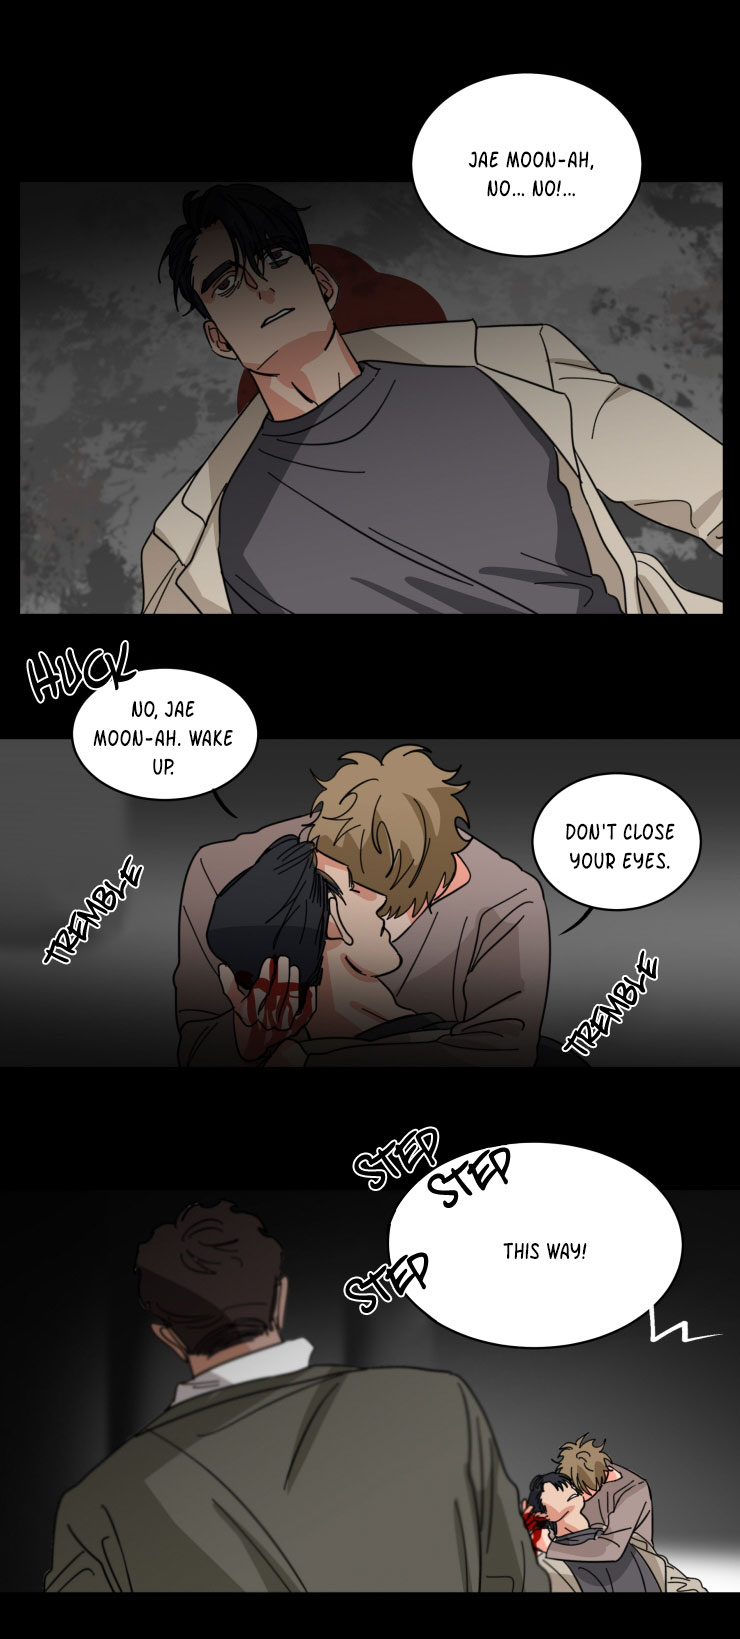 JAE MOON-AH,
NO... NO!...
HUCK
NO, JAE
MOON-AH. WAKE
UP.
DON'T CLOSE
YOUR EYES.
TREMBLE
TREMBLE
STEP
STEP
THIS WAY!
STEP